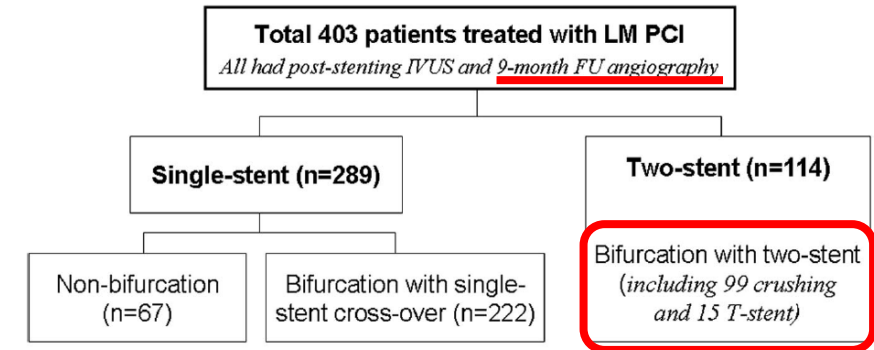 Total 403 patients treated with LM PCI
All had post-stenting IVUS and 9-month FU angiography
Single-stent (n=289)
Two-stent (n=114)
Non-bifurcation
(n=67)
Bifurcation with single-
stent cross-over (n=222)
Bifurcation with two-stent
(including 99 crushing
and 15 T-stent)